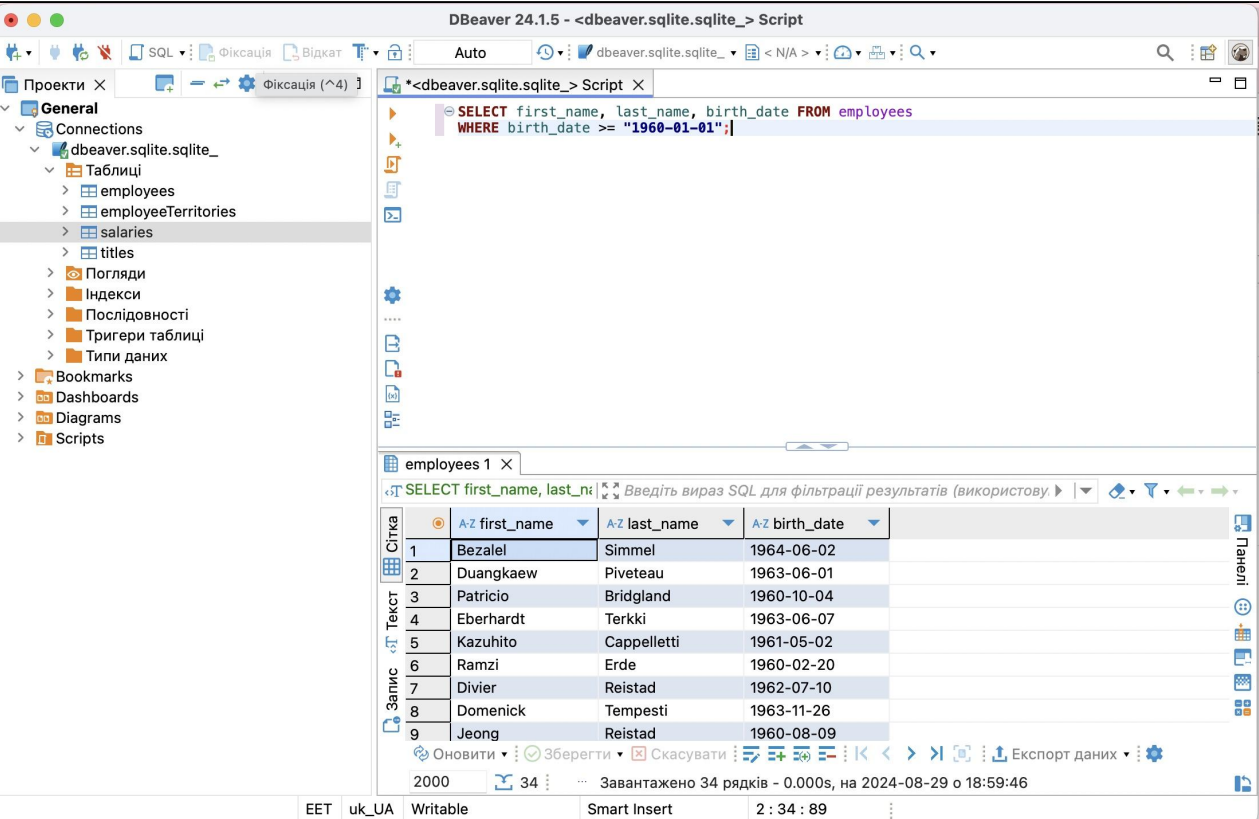 DBeaver 24.1.5 - <dbeaver.sqlite.sqlite_> Script
SQL Фіксація Відкат Auto dbeaver.sqlite.sqlite_ < N/A >
Проекти Фіксація (^4)
General
Connections
dbeaver.sqlite.sqlite_
Таблиці
employees
employeeTerritories
salaries
titles
Погляди
Індекси
Послідовності
Тригери таблиці
Типи даних
Bookmarks
Dashboards
Diagrams
Scripts
*<dbeaver.sqlite.sqlite_> Script
SELECT first_name, last_name, birth_date FROM employees
WHERE birth_date >= "1960-01-01";
employees 1
SELECT first_name, last_na Введіть вираз SQL для фільтрації результатів (використову.
Сітка
Текст
Запис
A-Z first_name A-Z last_name A-Z birth_date
1 Bezalel Simmel 1964-06-02
2 Duangkaew Piveteau 1963-06-01
3 Patricio Bridgland 1960-10-04
4 Eberhardt Terkki 1963-06-07
5 Kazuhito Cappelletti 1961-05-02
6 Ramzi Erde 1960-02-20
7 Divier Reistad 1962-07-10
8 Domenick Tempesti 1963-11-26
9 Jeong Reistad 1960-08-09
Панелі
Оновити Зберегти Скасувати Експорт даних
2000 34 ... Завантажено 34 рядків - 0.000s, на 2024-08-29 о 18:59:46
EET uk_UA Writable Smart Insert 2 : 34 : 89